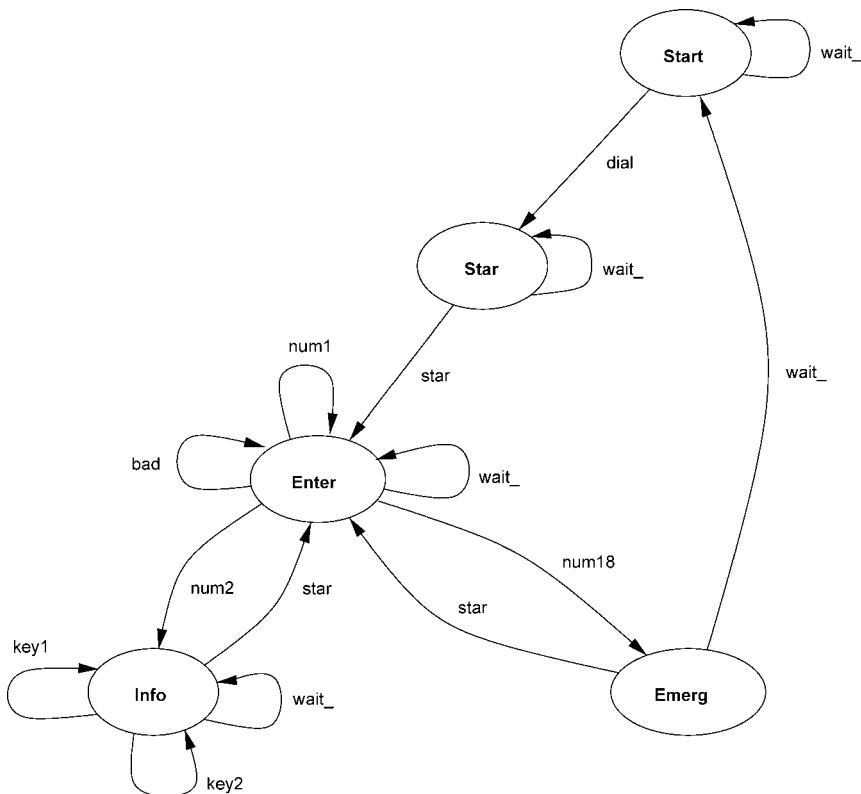 Start
wait_
dial
Star
wait_
num1
star
wait_
bad
Enter
wait_
num18
num2
star
star
key1
Info
wait_
Emerg
key2